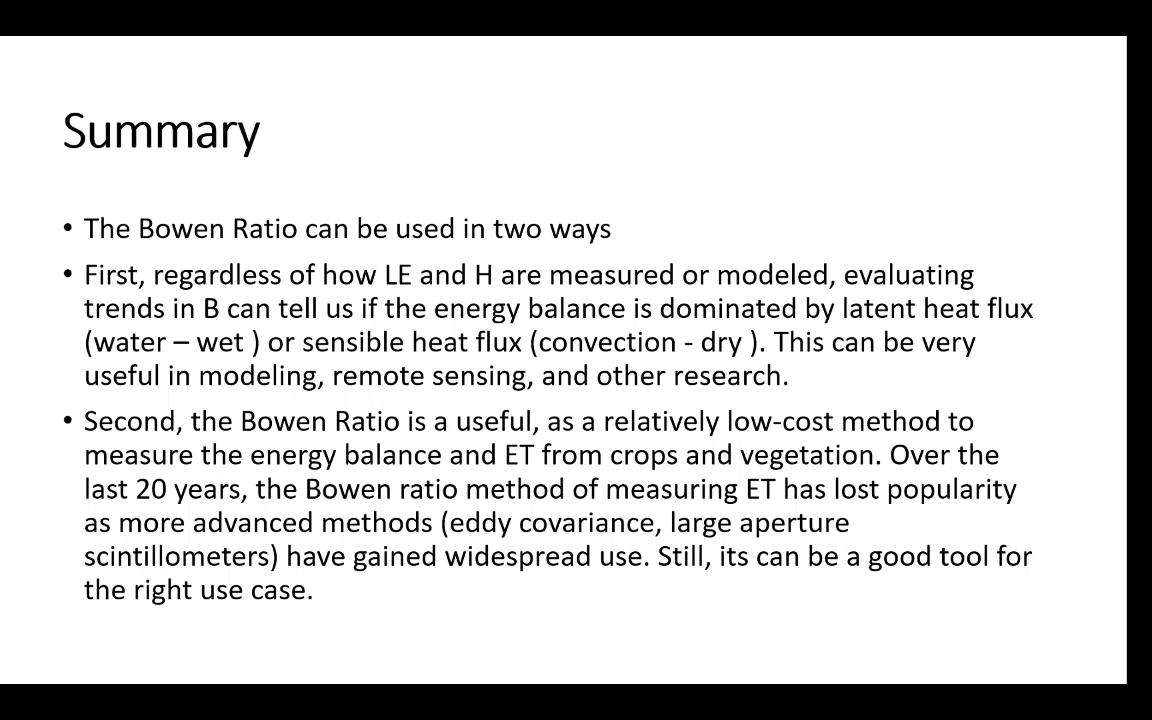 Summary
• The Bowen Ratio can be used in two ways
• First, regardless of how LE and H are measured or modeled, evaluating
trends in B can tell us if the energy balance is dominated by latent heat flux
(water – wet ) or sensible heat flux (convection - dry ). This can be very
useful in modeling, remote sensing, and other research.
• Second, the Bowen Ratio is a useful, as a relatively low-cost method to
measure the energy balance and ET from crops and vegetation. Over the
last 20 years, the Bowen ratio method of measuring ET has lost popularity
as more advanced methods (eddy covariance, large aperture
scintillometers) have gained widespread use. Still, its can be a good tool for
the right use case.